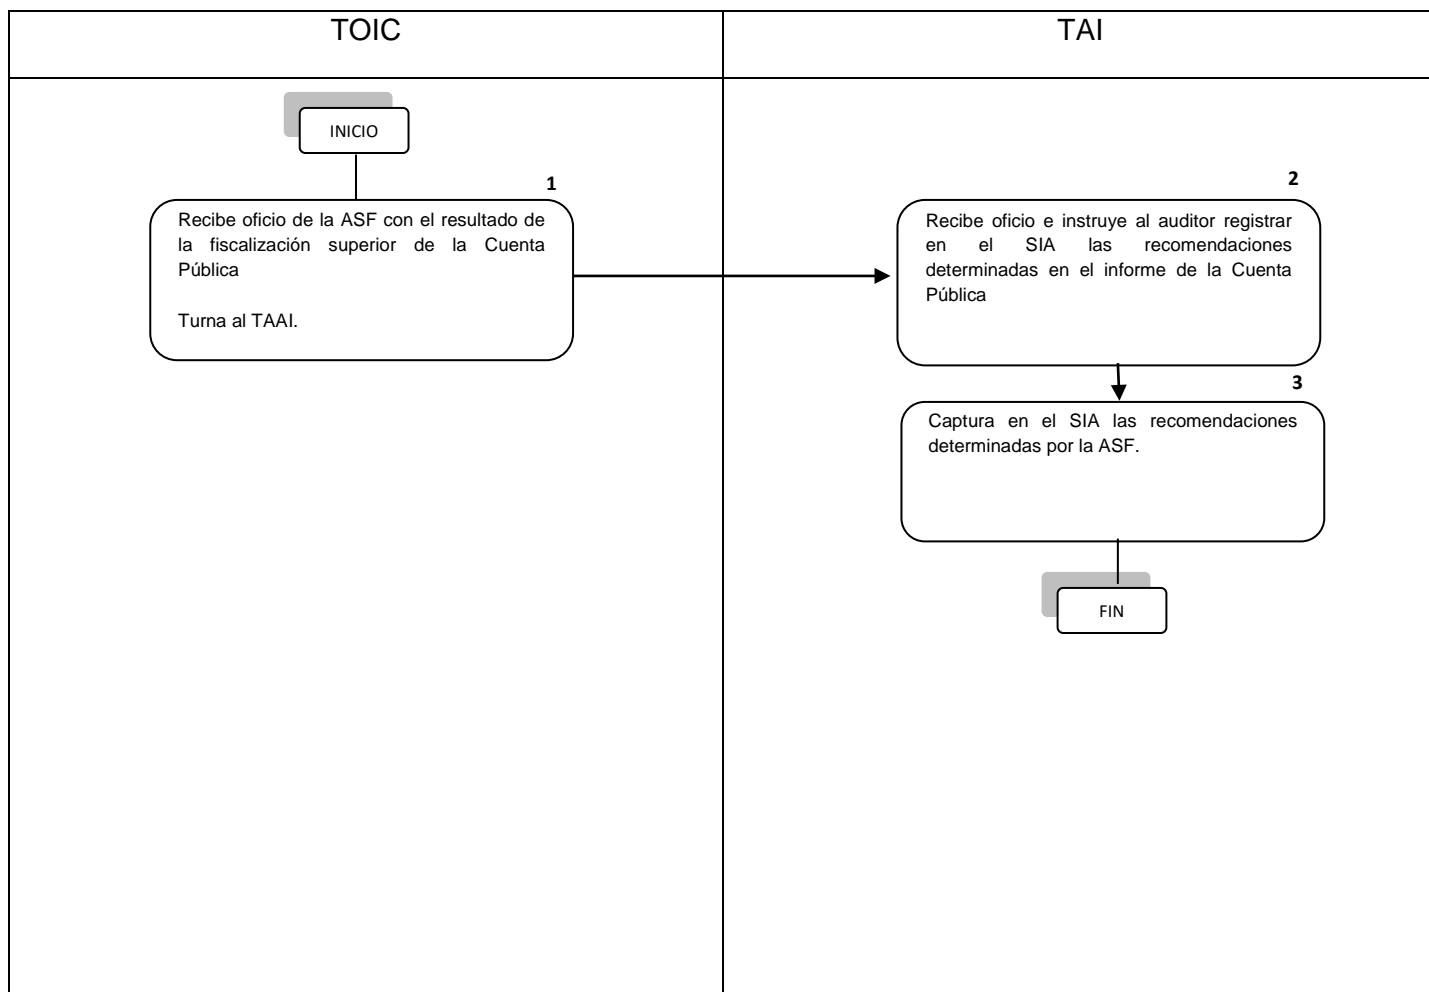 TOIC
TAI
INICIO
1
Recibe oficio de la ASF con el resultado de
la fiscalización superior de la Cuenta
Pública
Turna al TAAI.
2
Recibe oficio e instruye al auditor registrar
en el SIA las recomendaciones
determinadas en el informe de la Cuenta
Pública
3
Captura en el SIA las recomendaciones
determinadas por la ASF.
FIN